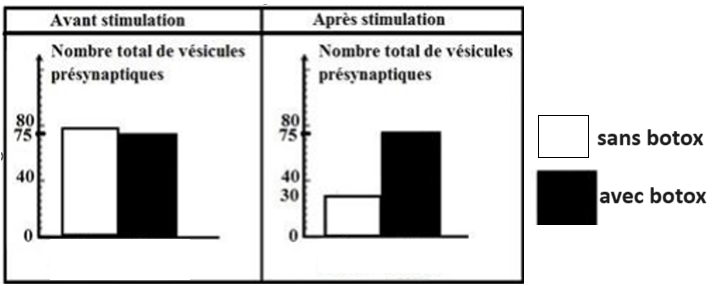 Avant stimulation
Nombre total de vésicules
présynaptiques
80
75
40
0
Après stimulation
Nombre total de vésicules
présynaptiques
80
75
40
30
0
sans botox
avec botox